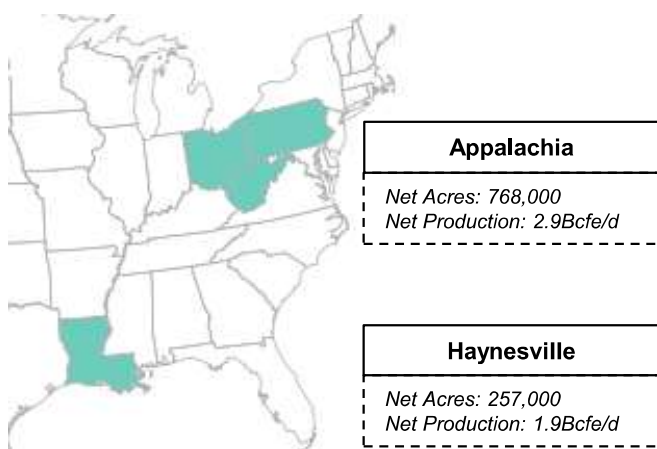 Appalachia
Net Acres: 768,000
Net Production: 2.9Bcfe/d
Haynesville
Net Acres: 257,000
Net Production: 1.9Bcfe/d